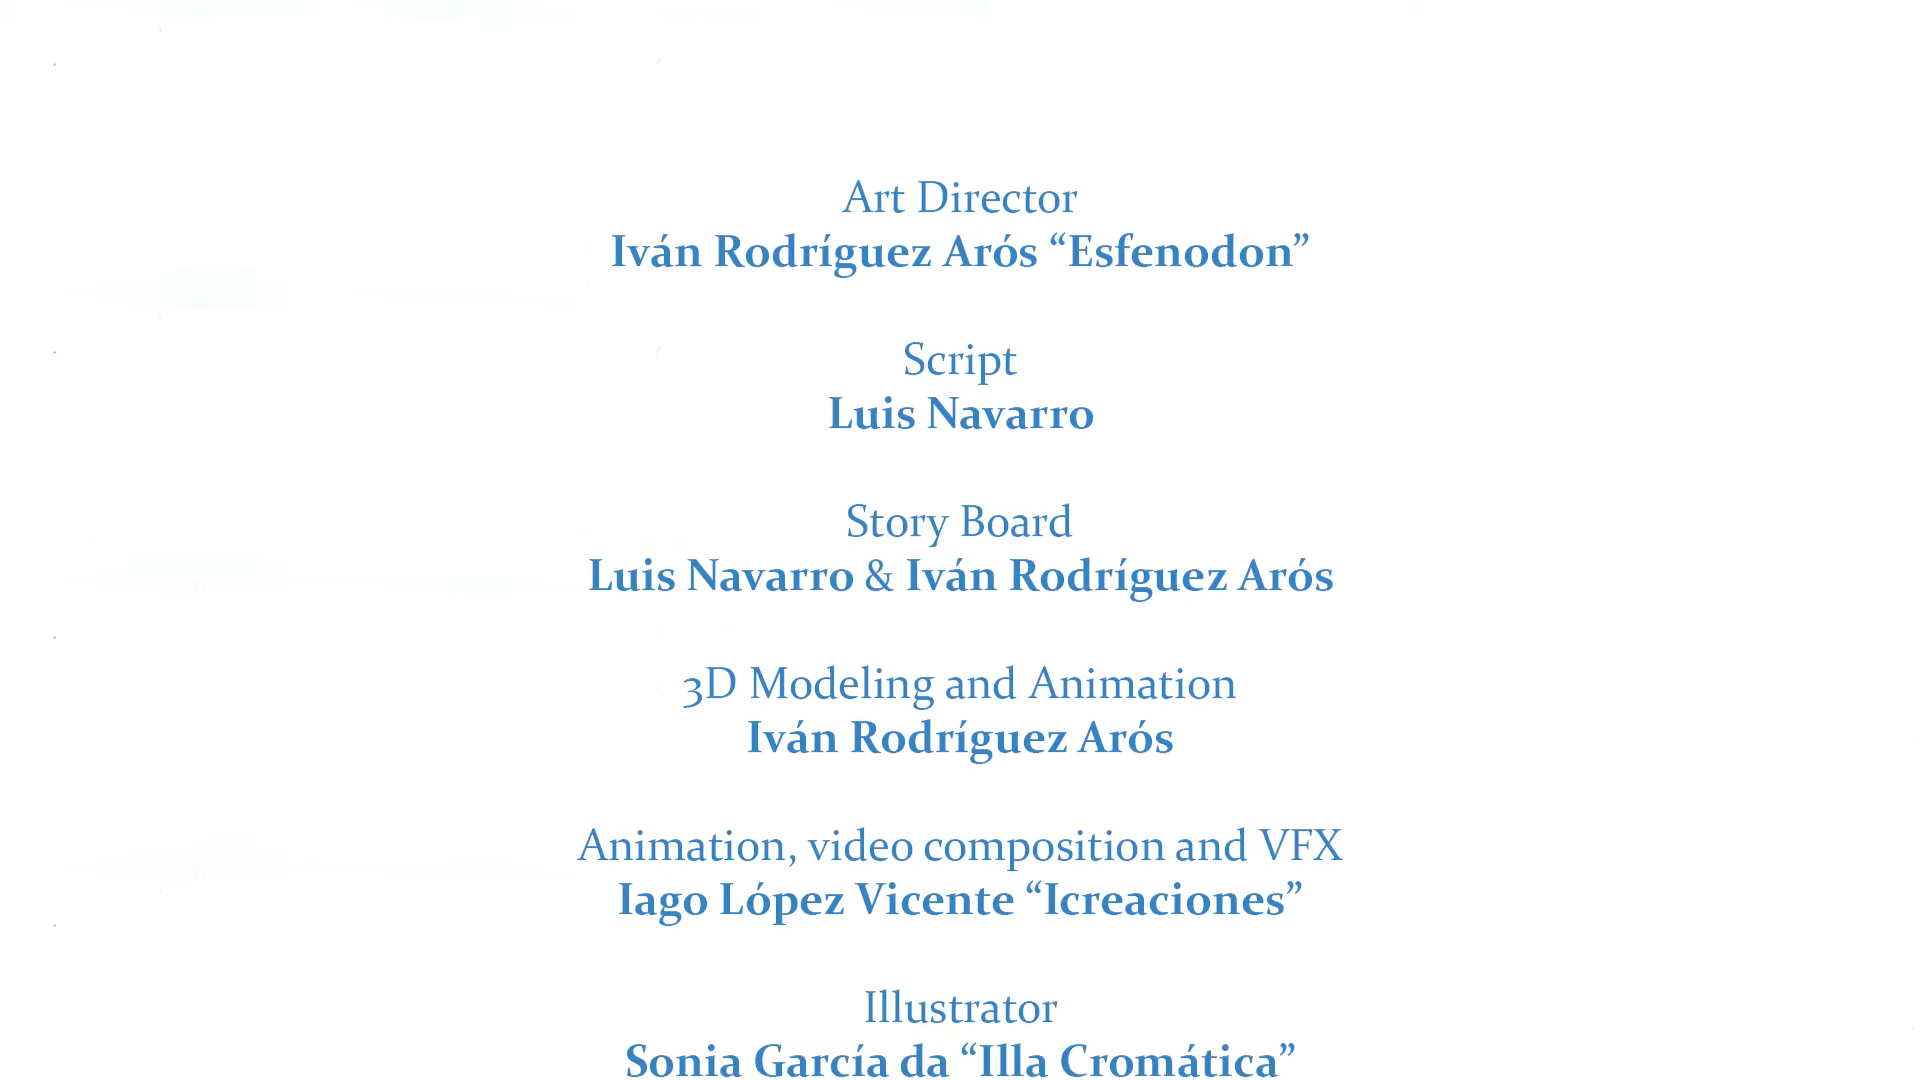 Art Director
Iván Rodríguez Arós “Esfenodon”
Script
Luis Navarro
Story Board
Luis Navarro & Iván Rodríguez Arós
3D Modeling and Animation
Iván Rodríguez Arós
Animation, video composition and VFX
Iago López Vicente “Icreaciones”
Illustrator
Sonia García da “Illa Cromática”